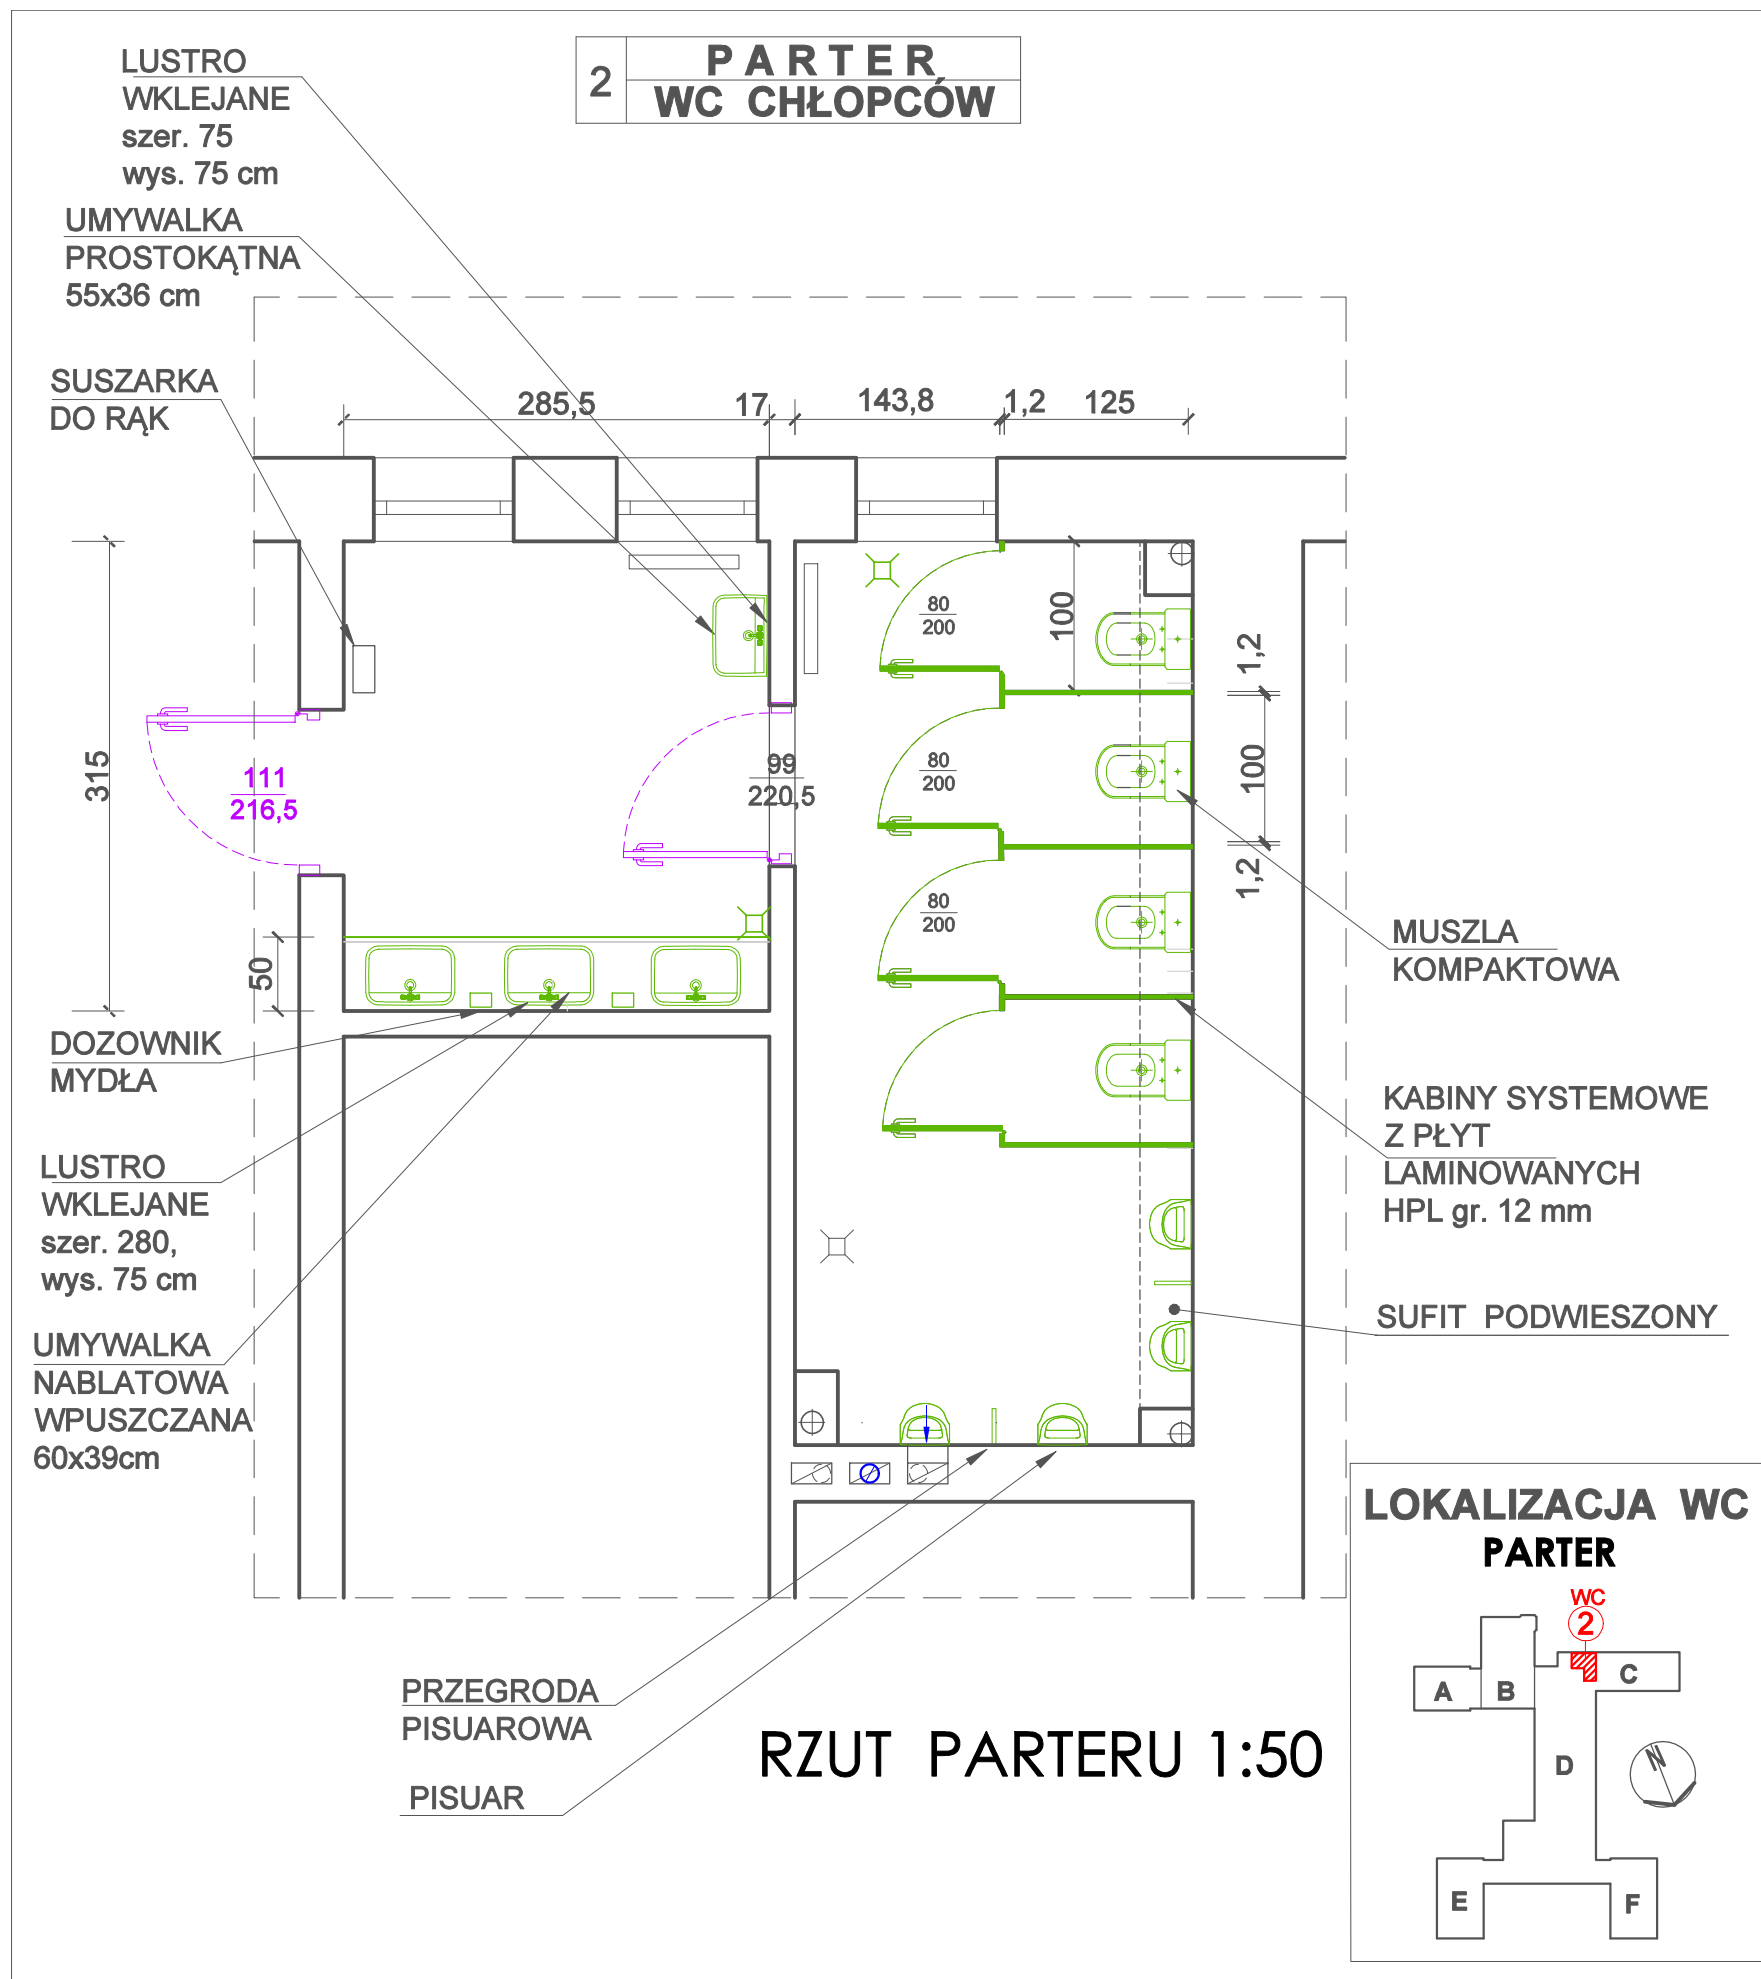 2
PARTER
WC CHŁOPCÓW
LUSTRO
WKLEJANE
szer. 75
wys. 75 cm
UMYWALKA
PROSTOKĄTNA
55x36 cm
SUSZARKA
DO RĄK
285,5
17
143,8
1,2
125
315
100
1,2
100
1,2
80
200
80
200
80
200
111
216,5
99
220,5
50
DOZOWNIK
MYDŁA
LUSTRO
WKLEJANE
szer. 280,
wys. 75 cm
UMYWALKA
NABLATOWA
WPUSZCZANA
60x39cm
MUSZLA
KOMPAKTOWA
KABINY SYSTEMOWE
Z PŁYT
LAMINOWANYCH
HPL gr. 12 mm
SUFIT PODWIESZONY
PRZEGRODA
PISUAROWA
PISUAR
RZUT PARTERU 1:50
LOKALIZACJA WC
PARTER
WC
2
A
B
C
D
E
F
N